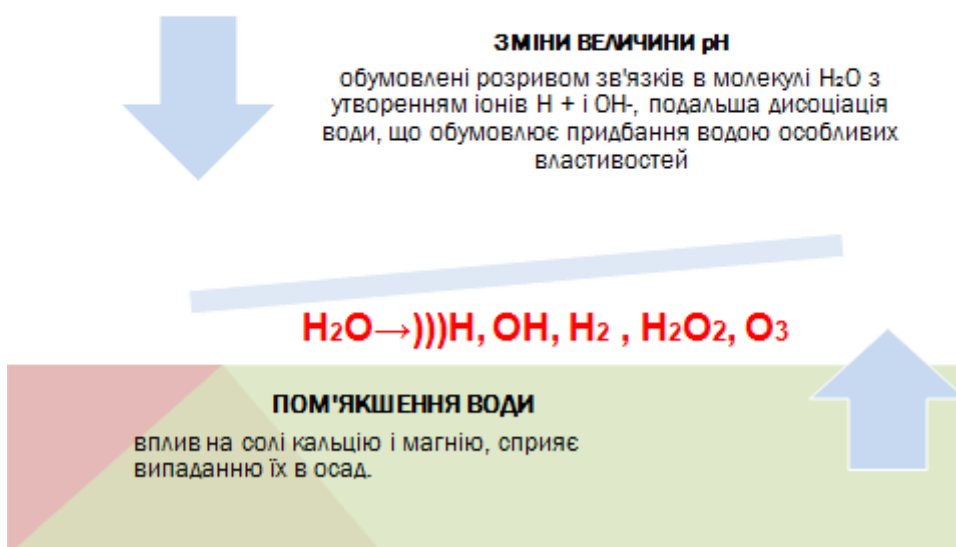 ЗМІНИ ВЕЛИЧИНИ рН
обумовлені розривом зв'язків в молекулі H₂O з
утворенням іонів H + і OH-, подальша дисоціація
води, що обумовлює придбання водою особливих
властивостей
H₂O→)))H, OH, H₂ , H₂O₂, O₃
ПОМ'ЯКШЕННЯ ВОДИ
вплив на солі кальцію і магнію, сприяє
випаданню їх в осад.